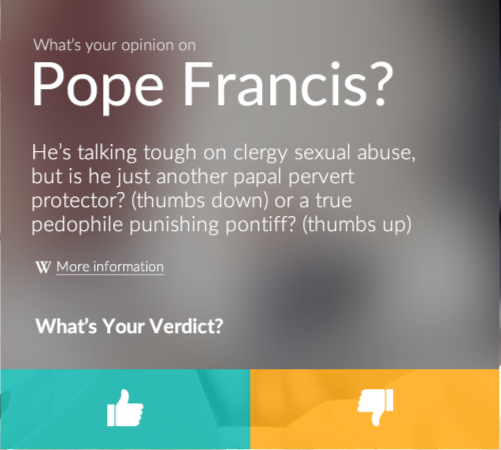 What's your opinion on
Pope Francis?
He's talking tough on clergy sexual abuse,
but is he just another papal pervert
protector? (thumbs down) or a true
pedophile punishing pontiff? (thumbs up)
W More information
What's Your Verdict?